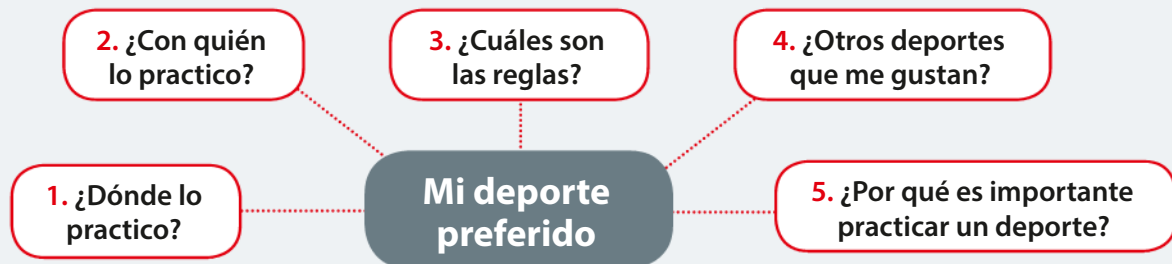 2. ¿Con quién
lo practico?
3. ¿Cuáles son
las reglas?
4. ¿Otros deportes
que me gustan?
1. ¿Dónde lo
practico?
Mi deporte
preferido
5. ¿Por qué es importante
practicar un deporte?